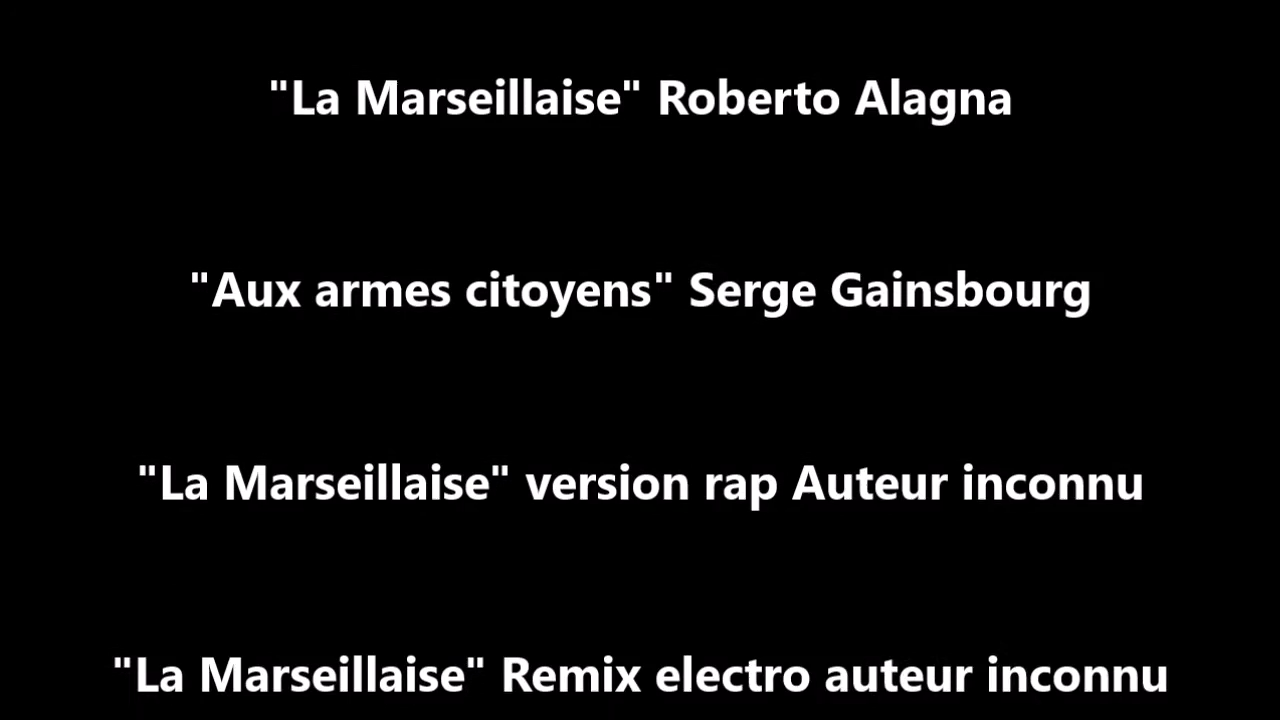 "La Marseillaise" Roberto Alagna
"Aux armes citoyens" Serge Gainsbourg
"La Marseillaise" version rap Auteur inconnu
"La Marseillaise" Remix electro auteur inconnu